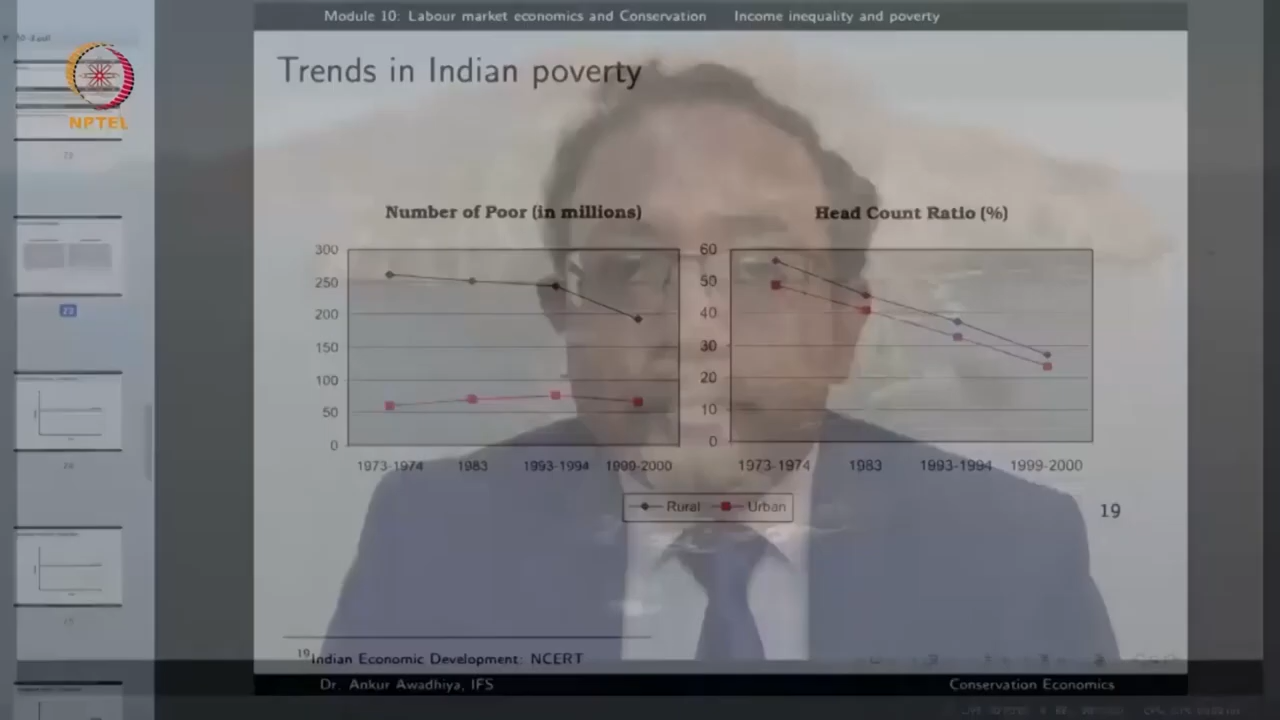 Module 10: Labour market economics and Conservation Income inequality and poverty
NPTEL
Trends in Indian poverty
Number of Poor (in millions)
300
250
200
150
100
50
0
1973-1974 1983 1993-1994 1999-2000
Head Count Ratio (%)
60
50
40
30
20
10
0
1973-1974 1983 1993-1994 1999-2000
Rural Urban
19
19 Indian Economic Development: NCERT
Dr. Ankur Awadhiya, IFS Conservation Economics